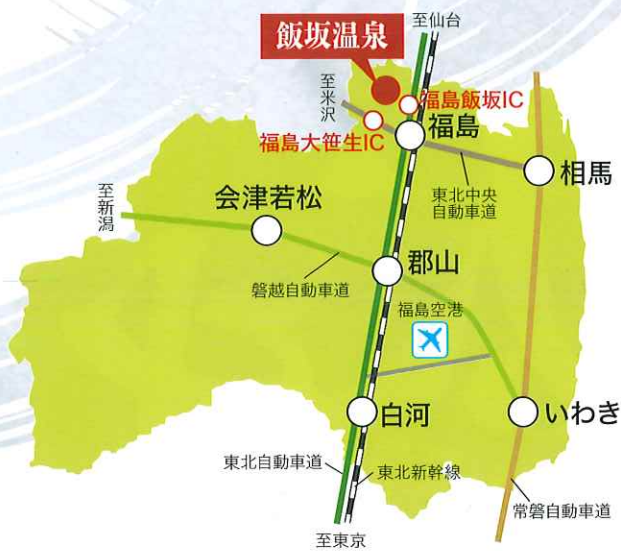 至仙台
飯坂温泉
至米沢
福島飯坂IC
福島大笹生IC
福島
相馬
東北中央
自動車道
至新潟
会津若松
磐越自動車道
郡山
福島空港
白河
いわき
東北自動車道
東北新幹線
常磐自動車道
至東京